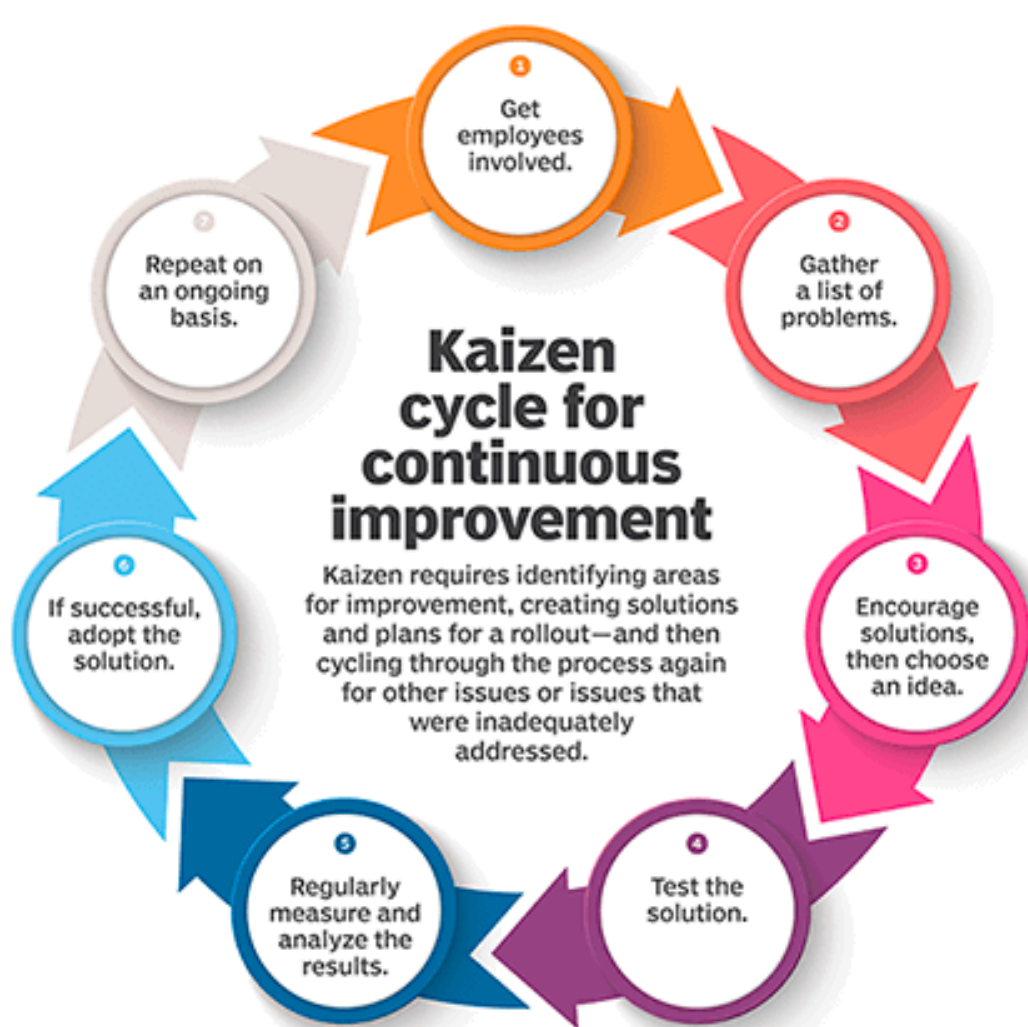 1
Get
employees
involved.
2
Gather
a list of
problems.
3
Encourage
solutions,
then choose
an idea.
4
Test the
solution.
5
Regularly
measure and
analyze the
results.
6
If successful,
adopt the
solution.
7
Repeat on
an ongoing
basis.
Kaizen
cycle for
continuous
improvement
Kaizen requires identifying areas
for improvement, creating solutions
and plans for a rollout—and then
cycling through the process again
for other issues or issues that
were inadequately
addressed.